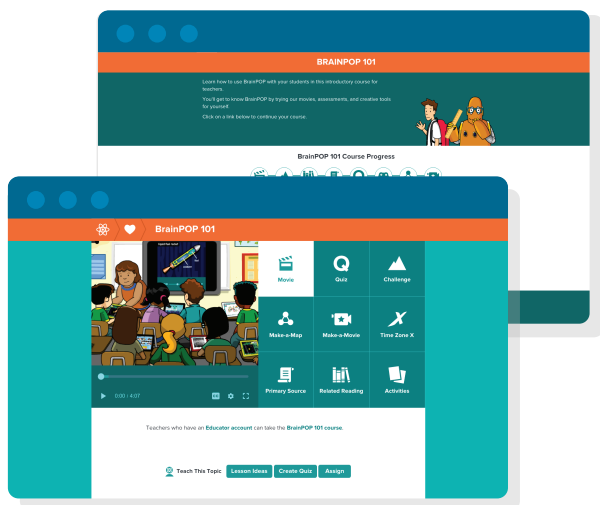 BRAINPOP 101
Learn how to use BrainPOP with your students in this introductory course for
teachers.
You'll get to know BrainPOP by trying our movies, assessments, and creative tools
for yourself.
Click on a link below to continue your course:
BrainPOP 101 Course Progress
BrainPOP 101
Movie
Quiz
Challenge
Make-a-Map
Make-a-Movie
Time Zone X
Primary Source
Related Reading
Activities
0:00 / 4:07
CC
Teachers who have an Educator account can take the BrainPOP 101 course.
Teach This Topic
Lesson Ideas
Create Quiz
Assign